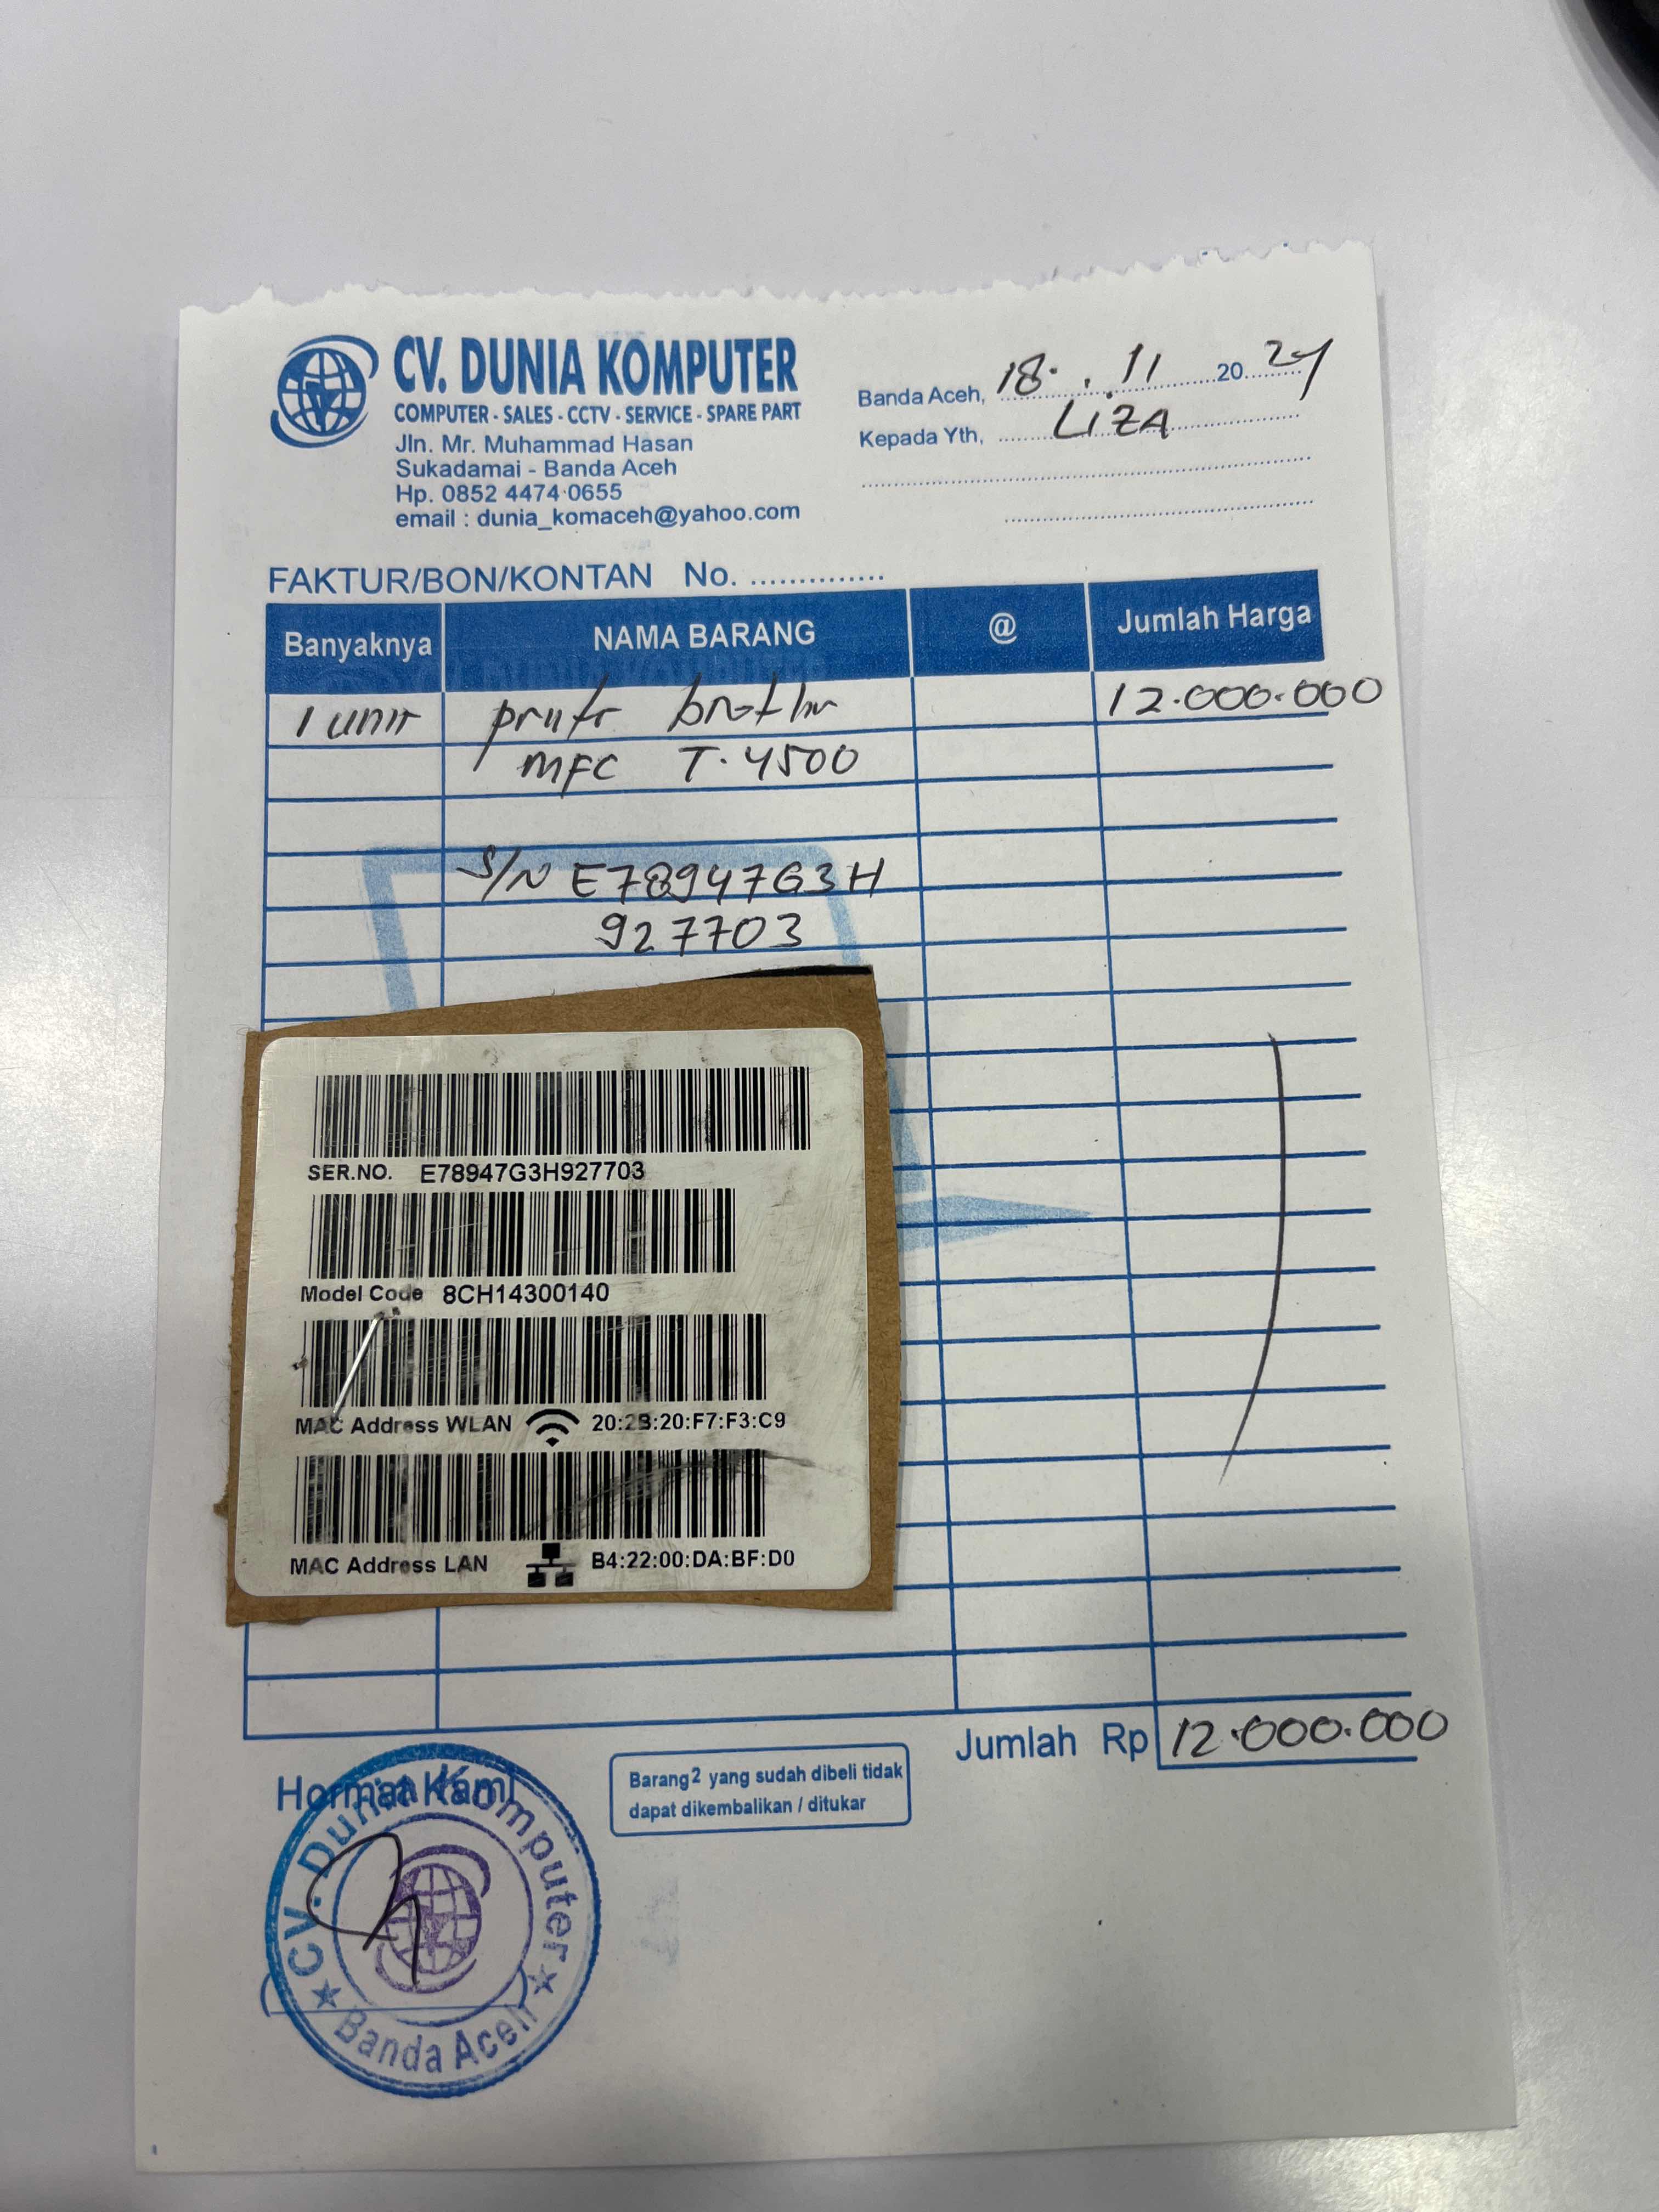 CV. DUNIA KOMPUTER
COMPUTER - SALES - CCTV - SERVICE - SPARE PART
Jln. Mr. Muhammad Hasan
Sukadamai - Banda Aceh
Hp. 0852 4474 0655
email : dunia_komaceh@yahoo.com
Banda Aceh, 18 . 11 20 24
Kepada Yth, LIZA
FAKTUR/BON/KONTAN No. ..............
Banyaknya NAMA BARANG @ Jumlah Harga
1 unit printer brother 12.000.000
MFC T.4500
S/N E78947G3H
927703
SER.NO. E78947G3H927703
Model Code 8CH14300140
MAC Address WLAN 20:2B:20:F7:F3:C9
MAC Address LAN B4:22:00:DA:BF:D0
Jumlah Rp 12.000.000
Hormat Kami
Barang2 yang sudah dibeli tidak
dapat dikembalikan / ditukar
CV. Dunia Komputer
Banda Aceh